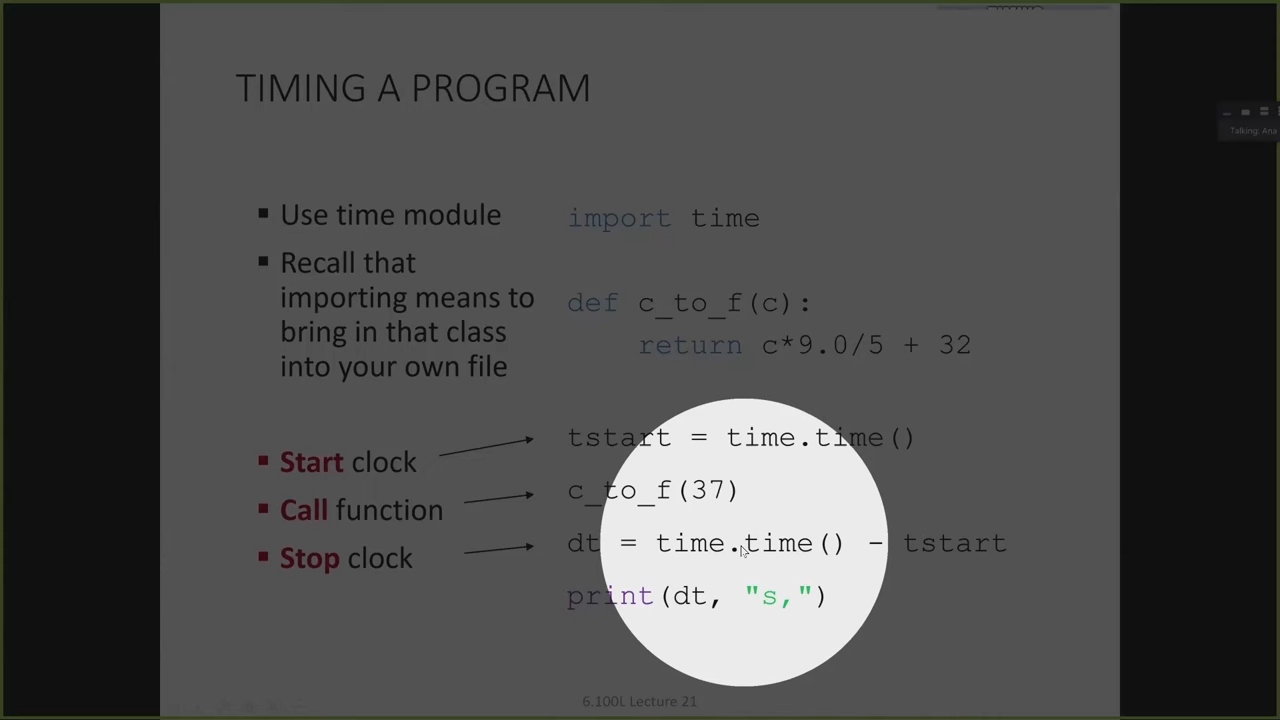 TIMING A PROGRAM
▪ Use time module
▪ Recall that
importing means to
bring in that class
into your own file
▪ Start clock
▪ Call function
▪ Stop clock
import time
def c_to_f(c):
    return c*9.0/5 + 32
tstart = time.time()
c_to_f(37)
dt = time.time() - tstart
print(dt, "s,")
6.100L Lecture 21
Talking: Ana